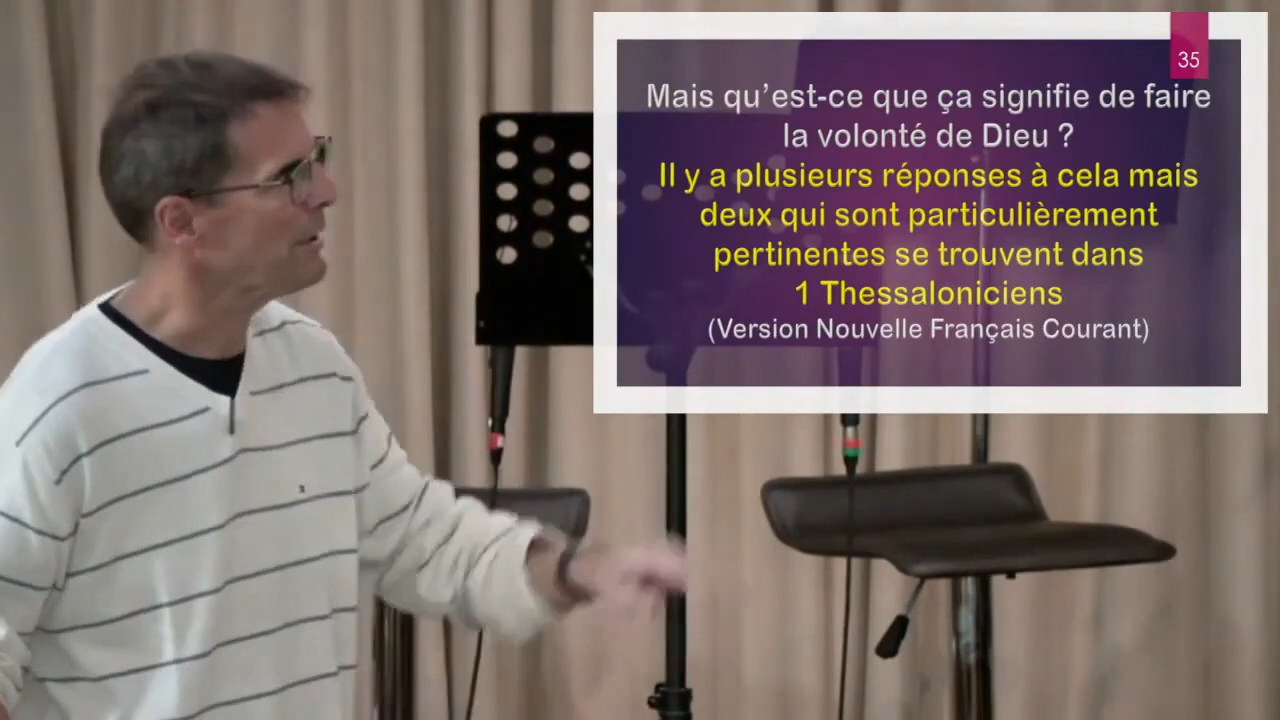 35
Mais qu’est-ce que ça signifie de faire
la volonté de Dieu ?
Il y a plusieurs réponses à cela mais
deux qui sont particulièrement
pertinentes se trouvent dans
1 Thessaloniciens
(Version Nouvelle Français Courant)